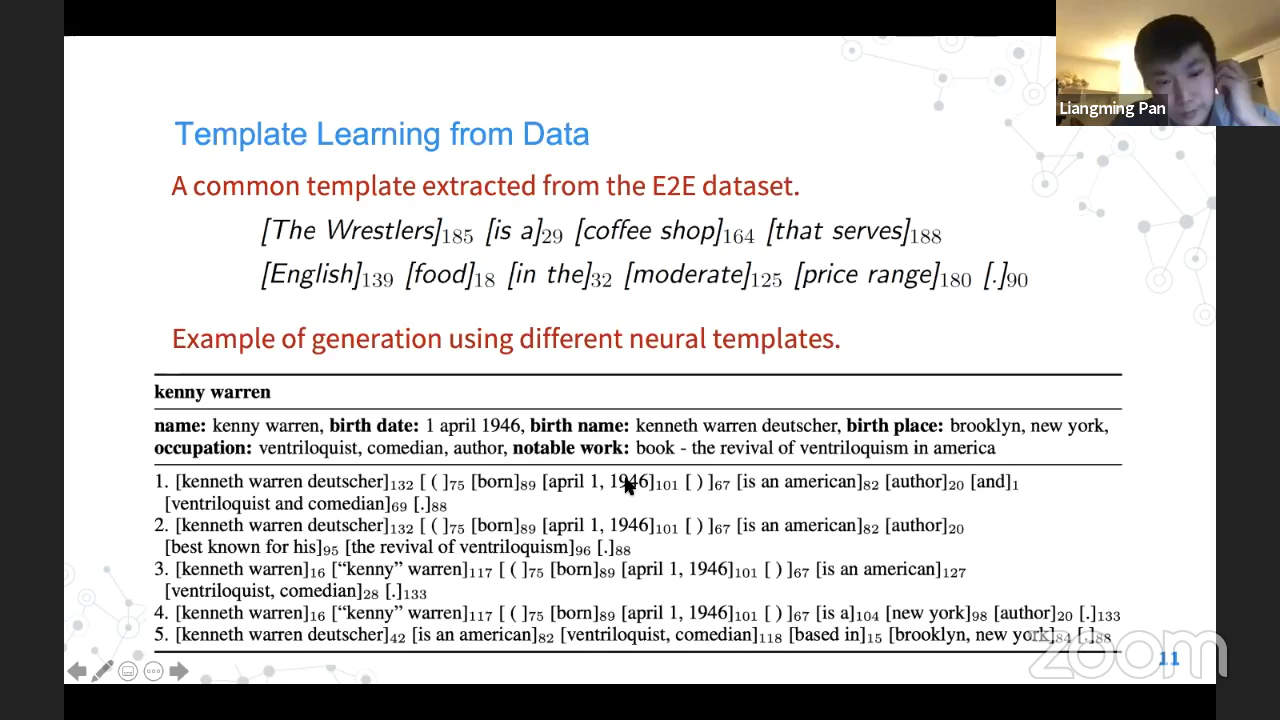 Liangming Pan
Template Learning from Data
A common template extracted from the E2E dataset.
[The Wrestlers]185 [is a]29 [coffee shop]164 [that serves]188
[English]139 [food]18 [in the]32 [moderate]125 [price range]180 [.]90
Example of generation using different neural templates.
kenny warren
name: kenny warren, birth date: 1 april 1946, birth name: kenneth warren deutscher, birth place: brooklyn, new york,
occupation: ventriloquist, comedian, author, notable work: book - the revival of ventriloquism in america
1. [kenneth warren deutscher]132 [ ( ]75 [born]89 [april 1, 1946]101 [ ) ]67 [is an american]82 [author]20 [and]1
[ventriloquist and comedian]69 [.]88
2. [kenneth warren deutscher]132 [ ( ]75 [born]89 [april 1, 1946]101 [ ) ]67 [is an american]82 [author]20
[best known for his]95 [the revival of ventriloquism]96 [.]88
3. [kenneth warren]16 [“kenny” warren]117 [ ( ]75 [born]89 [april 1, 1946]101 [ ) ]67 [is an american]127
[ventriloquist, comedian]28 [.]133
4. [kenneth warren]16 [“kenny” warren]117 [ ( ]75 [born]89 [april 1, 1946]101 [ ) ]67 [is a]104 [new york]98 [author]20 [.]133
5. [kenneth warren deutscher]42 [is an american]82 [ventriloquist, comedian]118 [based in]15 [brooklyn, new york]84 [.]88
zoom
11